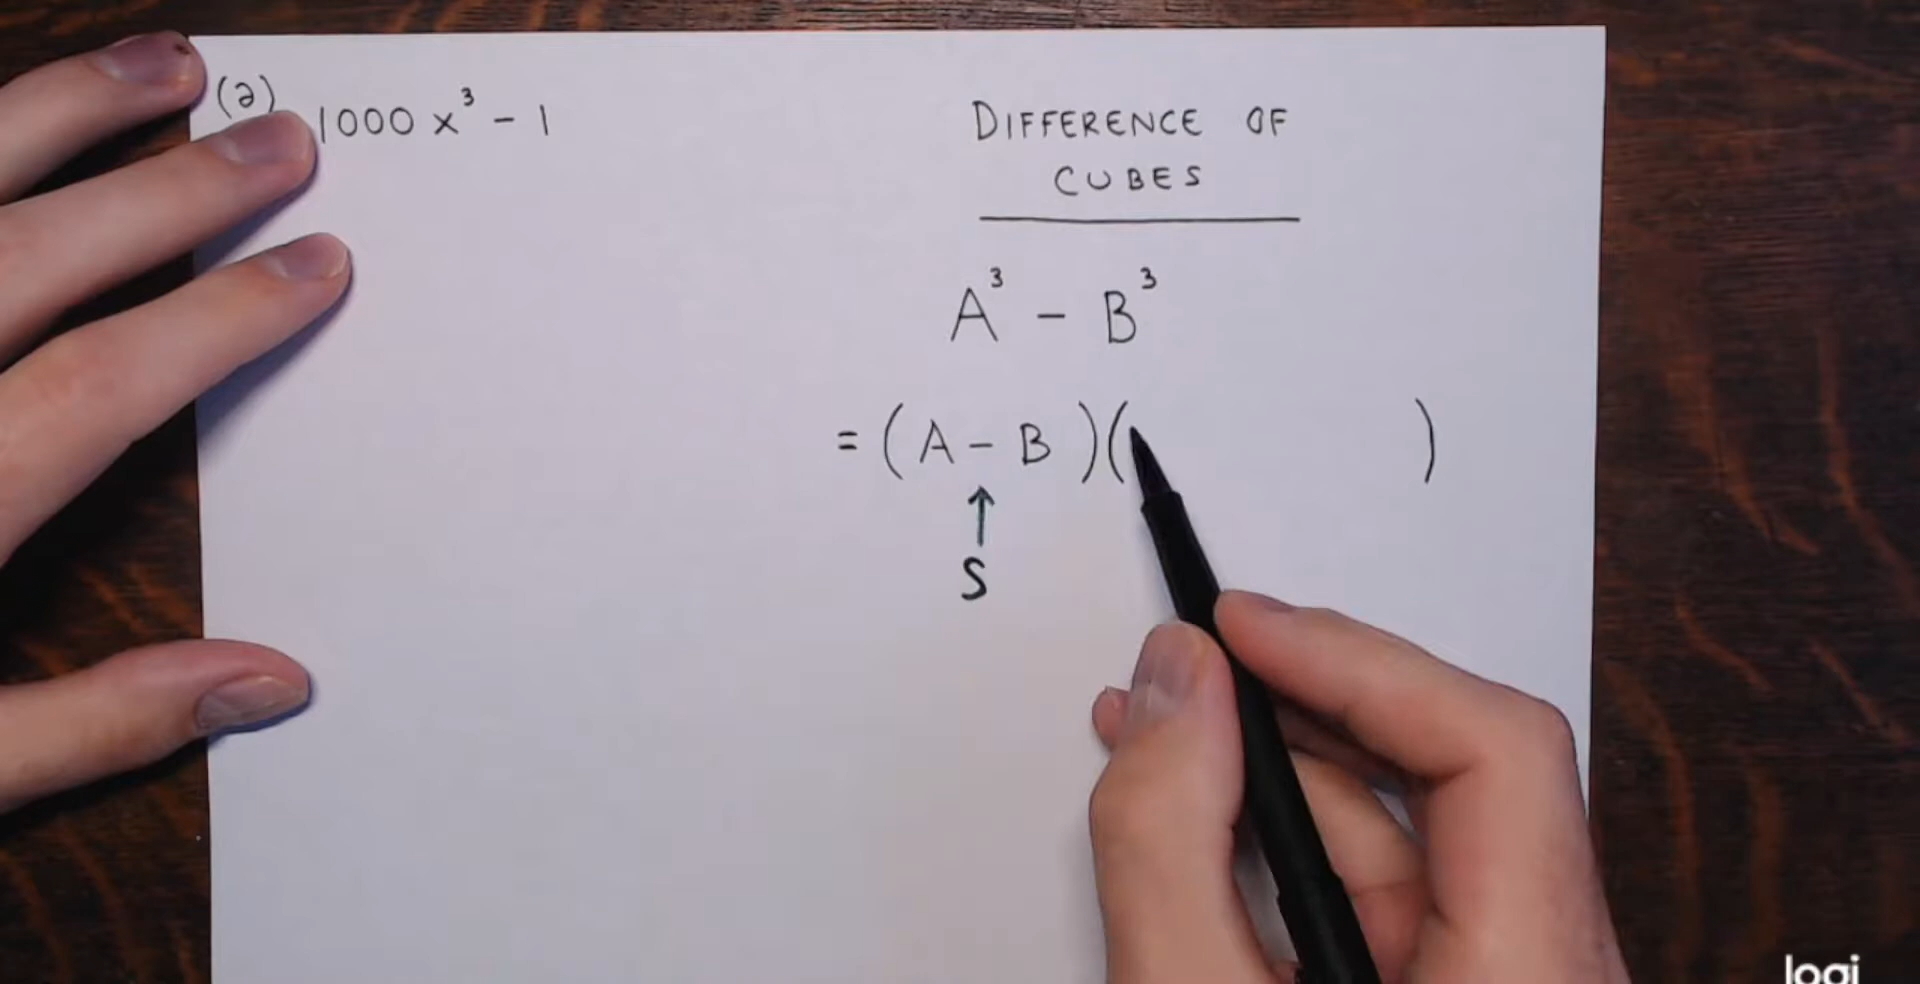 (a) 1000 x³ - 1
DIFFERENCE OF
CUBES
A³ - B³
= (A - B)( )
↑
S
logi